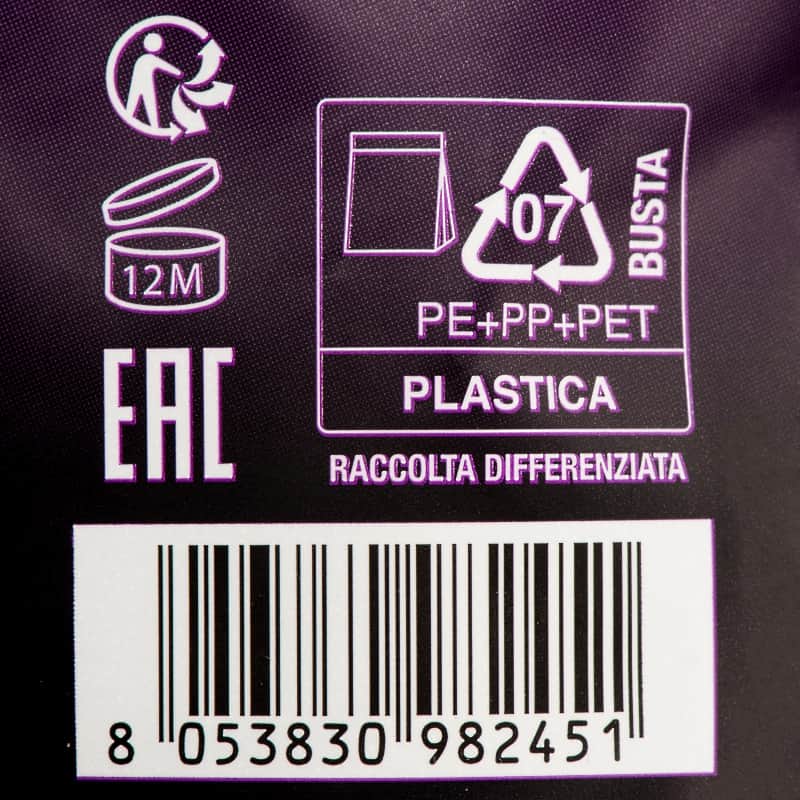 12M
EAC
07
BUSTA
PE+PP+PET
PLASTICA
RACCOLTA DIFFERENZIATA
8 053830 982451